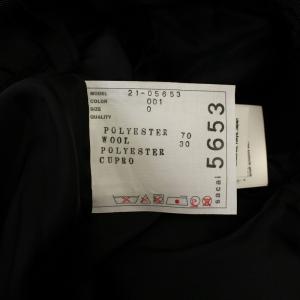 MODEL 21-05653
COLOR 001
SIZE 0
QUALITY
POLYESTER 70
WOOL 30
POLYESTER
CUPRO
sacai 5653